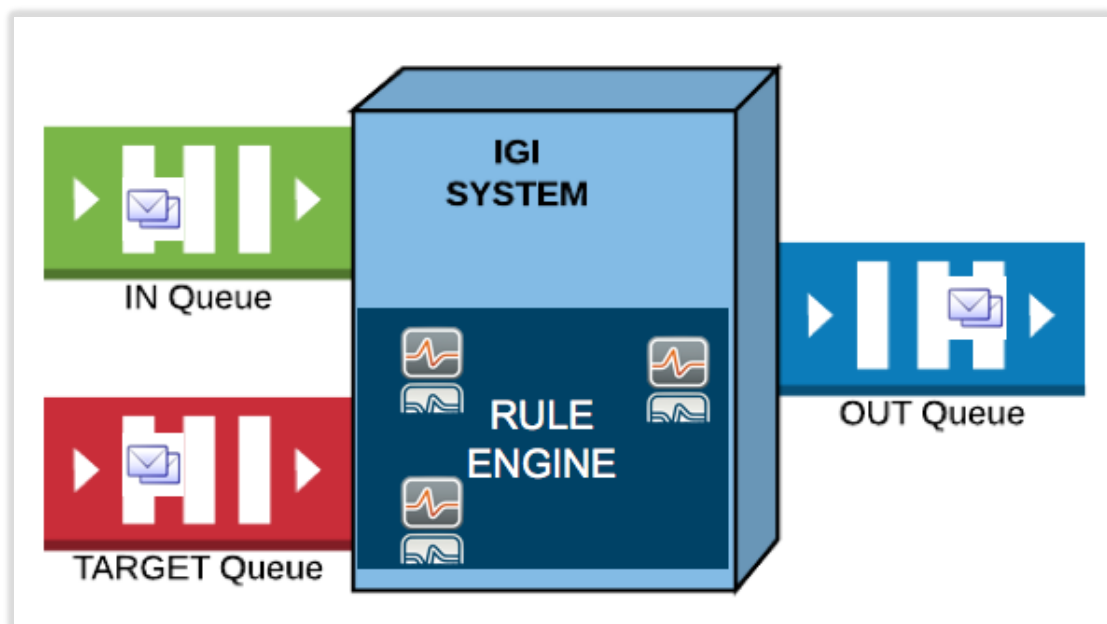 IGI
SYSTEM
IN Queue
RULE
ENGINE
OUT Queue
TARGET Queue